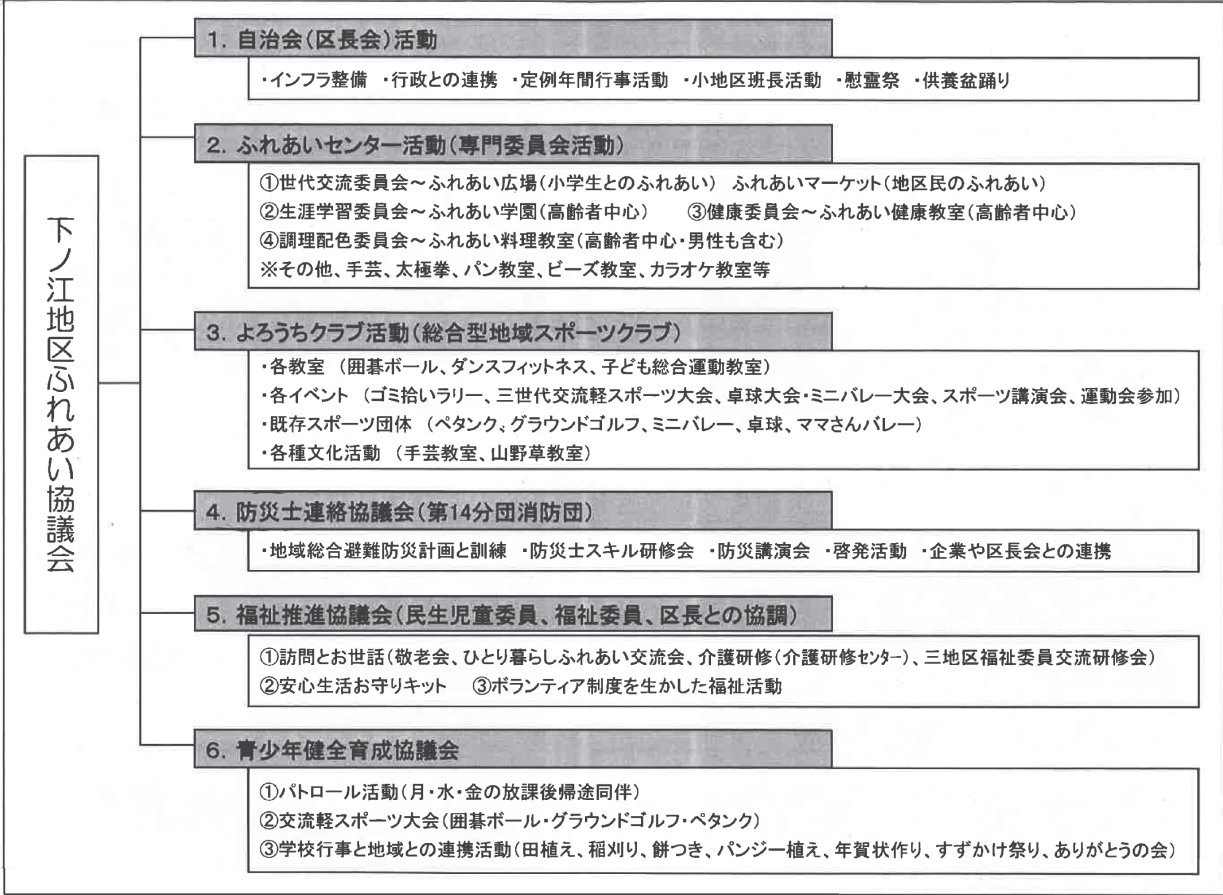 下ノ江地区ふれあい協議会
1．自治会（区長会）活動
・インフラ整備 ・行政との連携 ・定例年間行事活動 ・小地区班長活動 ・慰霊祭 ・供養盆踊り
2．ふれあいセンター活動（専門委員会活動）
①世代交流委員会～ふれあい広場（小学生とのふれあい） ふれあいマーケット（地区民のふれあい）
②生涯学習委員会～ふれあい学園（高齢者中心） ③健康委員会～ふれあい健康教室（高齢者中心）
④調理配色委員会～ふれあい料理教室（高齢者中心・男性も含む）
※その他、手芸、太極拳、パン教室、ビーズ教室、カラオケ教室等
3．よろうちクラブ活動（総合型地域スポーツクラブ）
・各教室 （囲碁ボール、ダンスフィットネス、子ども総合運動教室）
・各イベント （ゴミ拾いラリー、三世代交流軽スポーツ大会、卓球大会・ミニバレー大会、スポーツ講演会、運動会参加）
・既存スポーツ団体 （ペタンク、グラウンドゴルフ、ミニバレー、卓球、ママさんバレー）
・各種文化活動 （手芸教室、山野草教室）
4．防災士連絡協議会（第14分団消防団）
・地域総合避難防災計画と訓練 ・防災士スキル研修会 ・防災講演会 ・啓発活動 ・企業や区長会との連携
5．福祉推進協議会（民生児童委員、福祉委員、区長との協調）
①訪問とお世話（敬老会、ひとり暮らしふれあい交流会、介護研修（介護研修センター）、三地区福祉委員交流研修会）
②安心生活お守りキット ③ボランティア制度を生かした福祉活動
6．青少年健全育成協議会
①パトロール活動（月・水・金の放課後帰途同伴）
②交流軽スポーツ大会（囲碁ボール・グラウンドゴルフ・ペタンク）
③学校行事と地域との連携活動（田植え、稲刈り、餅つき、パンジー植え、年賀状作り、すずかけ祭り、ありがとうの会）